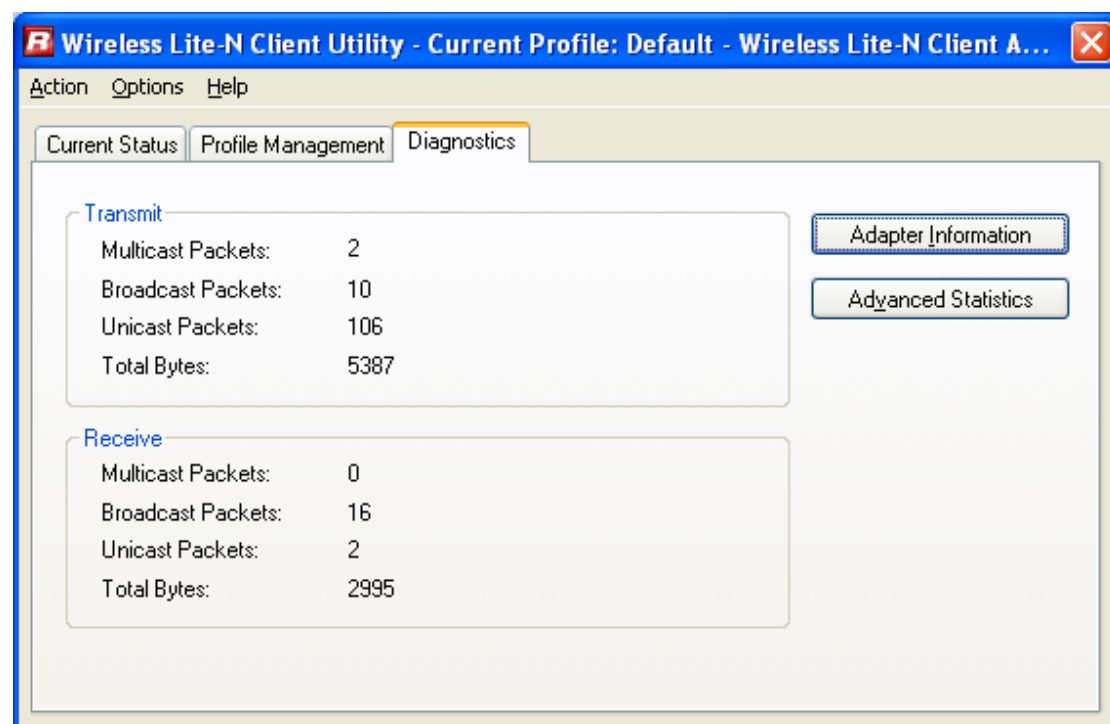 R Wireless Lite-N Client Utility - Current Profile: Default - Wireless Lite-N Client A...
Action Options Help
Current Status Profile Management Diagnostics
Transmit
Multicast Packets: 2
Broadcast Packets: 10
Unicast Packets: 106
Total Bytes: 5387
Adapter Information
Advanced Statistics
Receive
Multicast Packets: 0
Broadcast Packets: 16
Unicast Packets: 2
Total Bytes: 2995